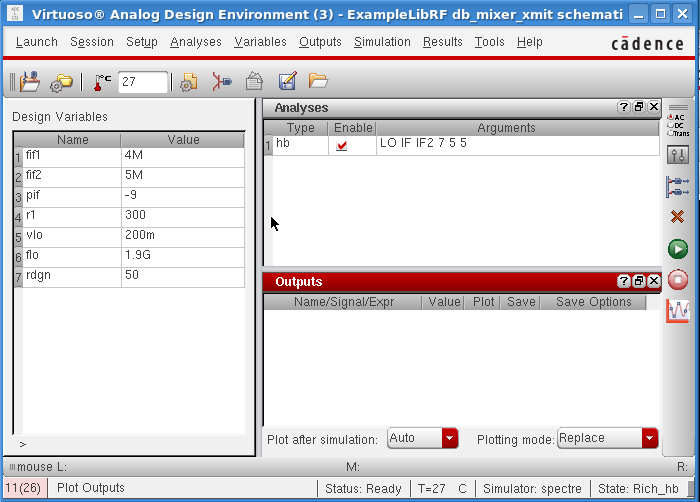 Virtuoso® Analog Design Environment (3) - ExampleLibRF db_mixer_xmit schemati
Launch Session Setup Analyses Variables Outputs Simulation Results Tools Help
cādence
°C 27
Design Variables
Name Value
1 fif1 4M
2 fif2 5M
3 pif -9
4 r1 300
5 vlo 200m
6 flo 1.9G
7 rdgn 50
>
Analyses
Type Enable Arguments
1 hb LO IF IF2 7 5 5
AC
DC
Trans
Outputs
Name/Signal/Expr Value Plot Save Save Options
Plot after simulation: Auto Plotting mode: Replace
mouse L: M: R:
11(26) Plot Outputs Status: Ready T=27 C Simulator: spectre State: Rich_hb